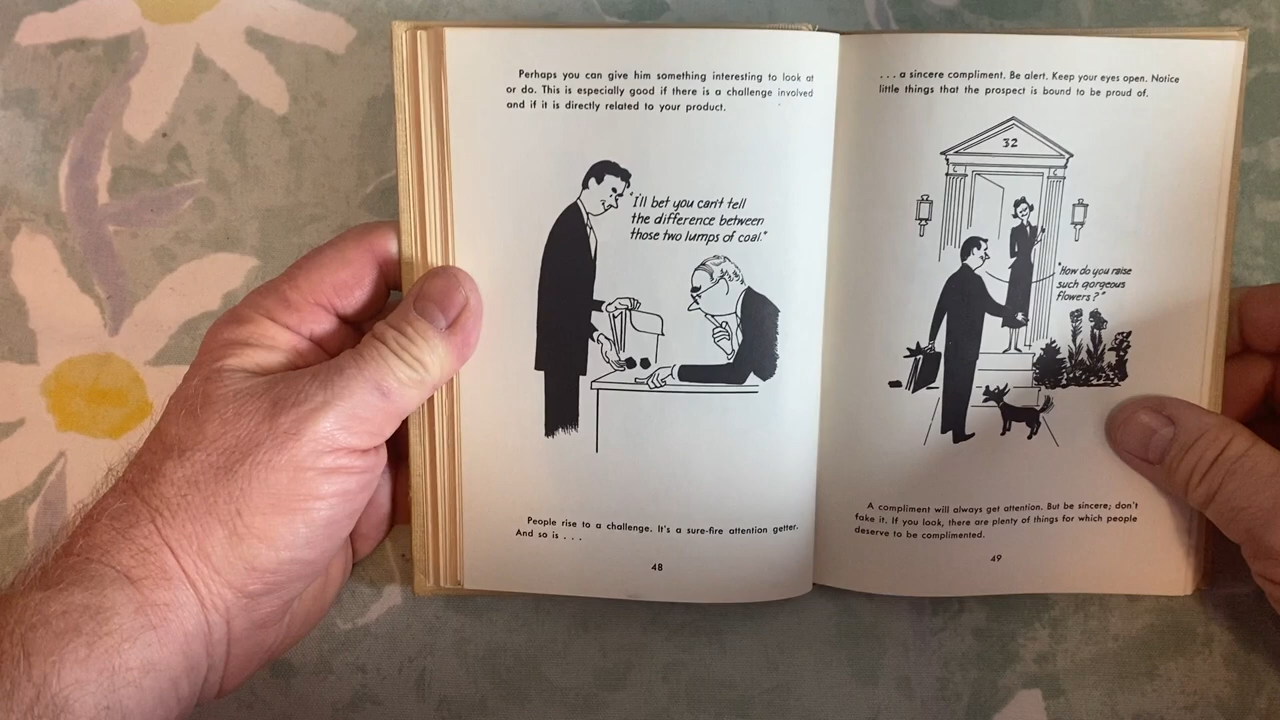 Perhaps you can give him something interesting to look at
or do. This is especially good if there is a challenge involved
and if it is directly related to your product.
"I'll bet you can't tell
the difference between
those two lumps of coal."
People rise to a challenge. It's a sure-fire attention getter.
And so is . . .
48
. . . a sincere compliment. Be alert. Keep your eyes open. Notice
little things that the prospect is bound to be proud of.
32
"How do you raise
such gorgeous
flowers?"
A compliment will always get attention. But be sincere; don't
fake it. If you look, there are plenty of things for which people
deserve to be complimented.
49